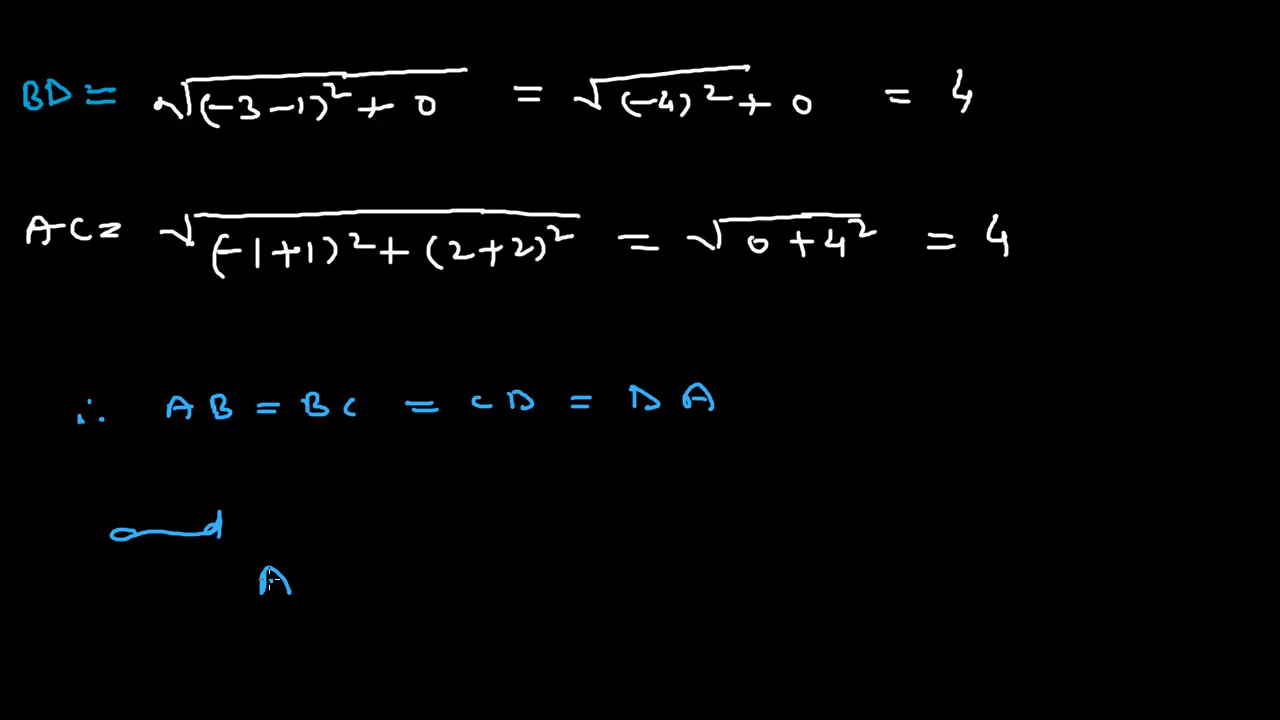 BD = √(-3-1)² + 0 = √(-4)² + 0 = 4
AC = √(-1+1)² + (2+2)² = √0+4² = 4
∴ AB = BC = CD = DA
and
A